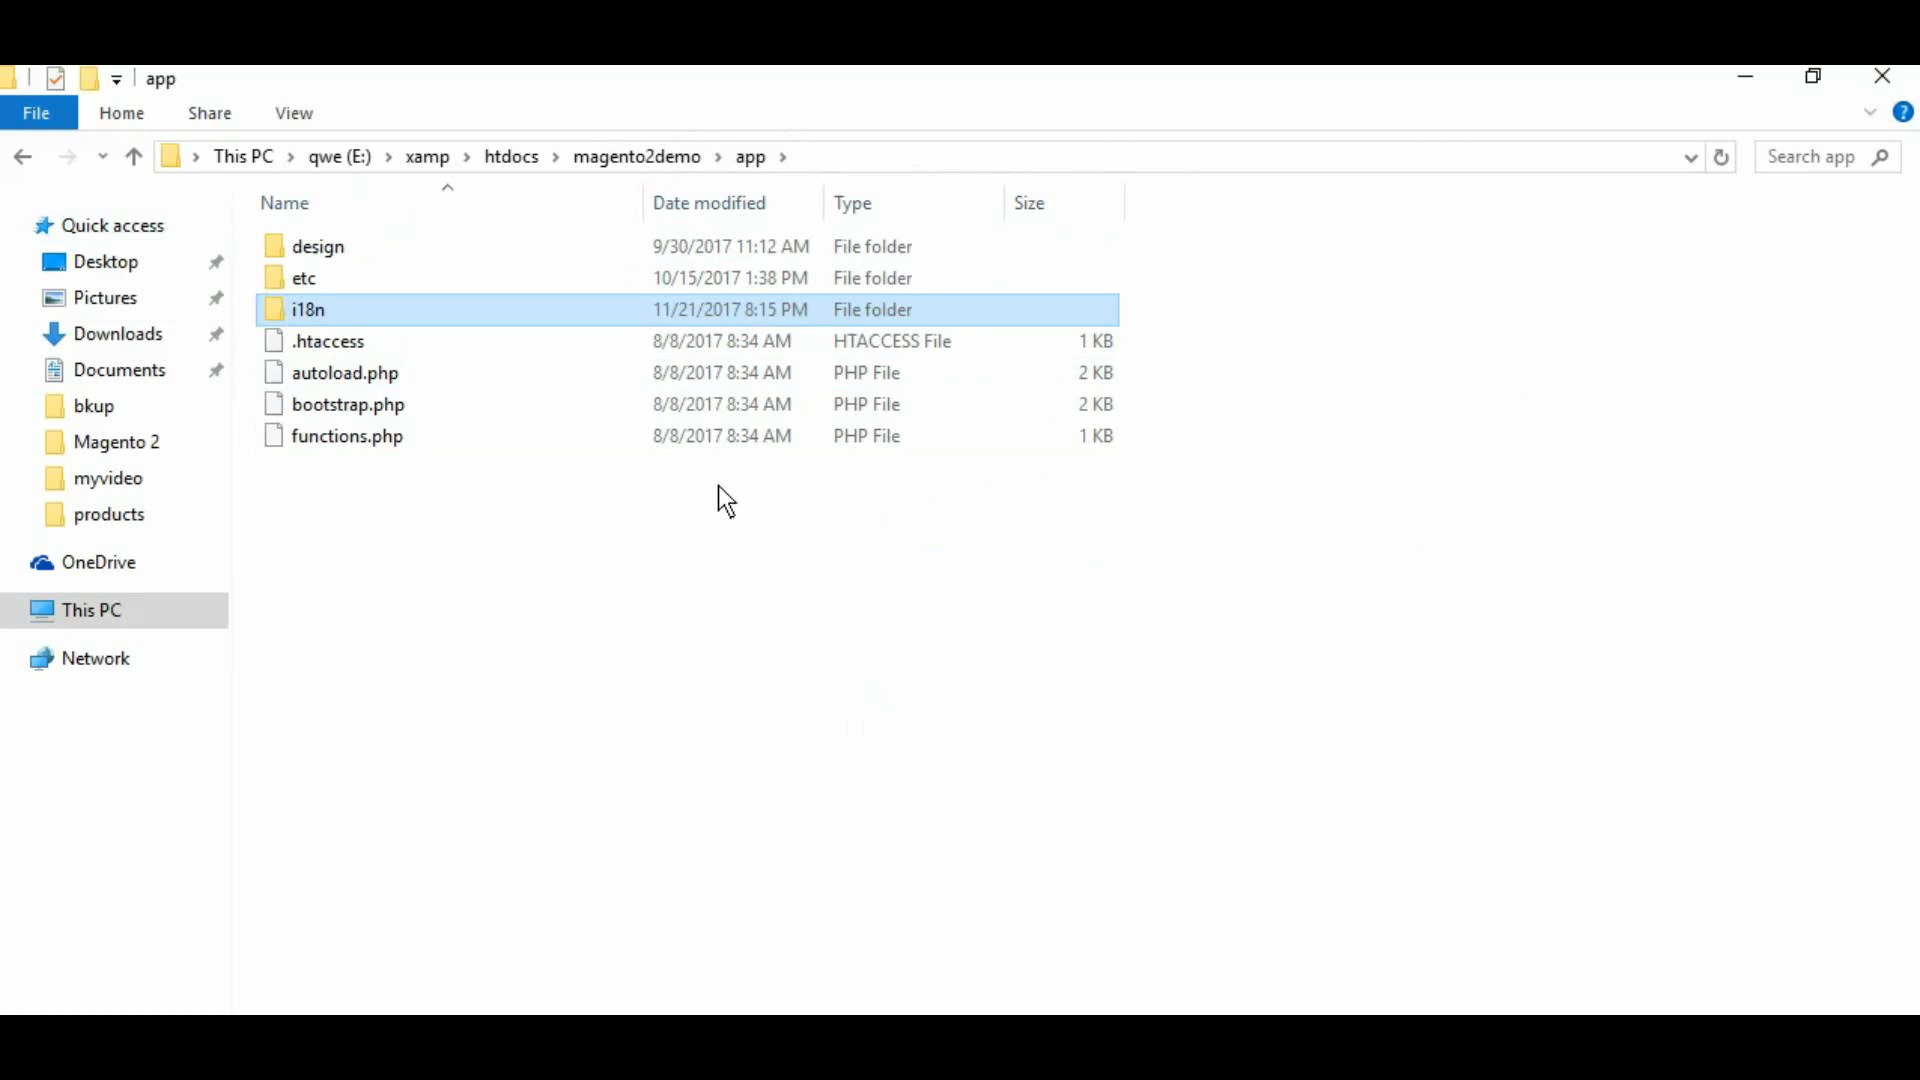 app
File Home Share View
This PC qwe (E:) xamp htdocs magento2demo app Search app
Name Date modified Type Size
Quick access
Desktop
Pictures
Downloads
Documents
bkup
Magento 2
myvideo
products
OneDrive
This PC
Network
design 9/30/2017 11:12 AM File folder
etc 10/15/2017 1:38 PM File folder
i18n 11/21/2017 8:15 PM File folder
.htaccess 8/8/2017 8:34 AM HTACCESS File 1 KB
autoload.php 8/8/2017 8:34 AM PHP File 2 KB
bootstrap.php 8/8/2017 8:34 AM PHP File 2 KB
functions.php 8/8/2017 8:34 AM PHP File 1 KB